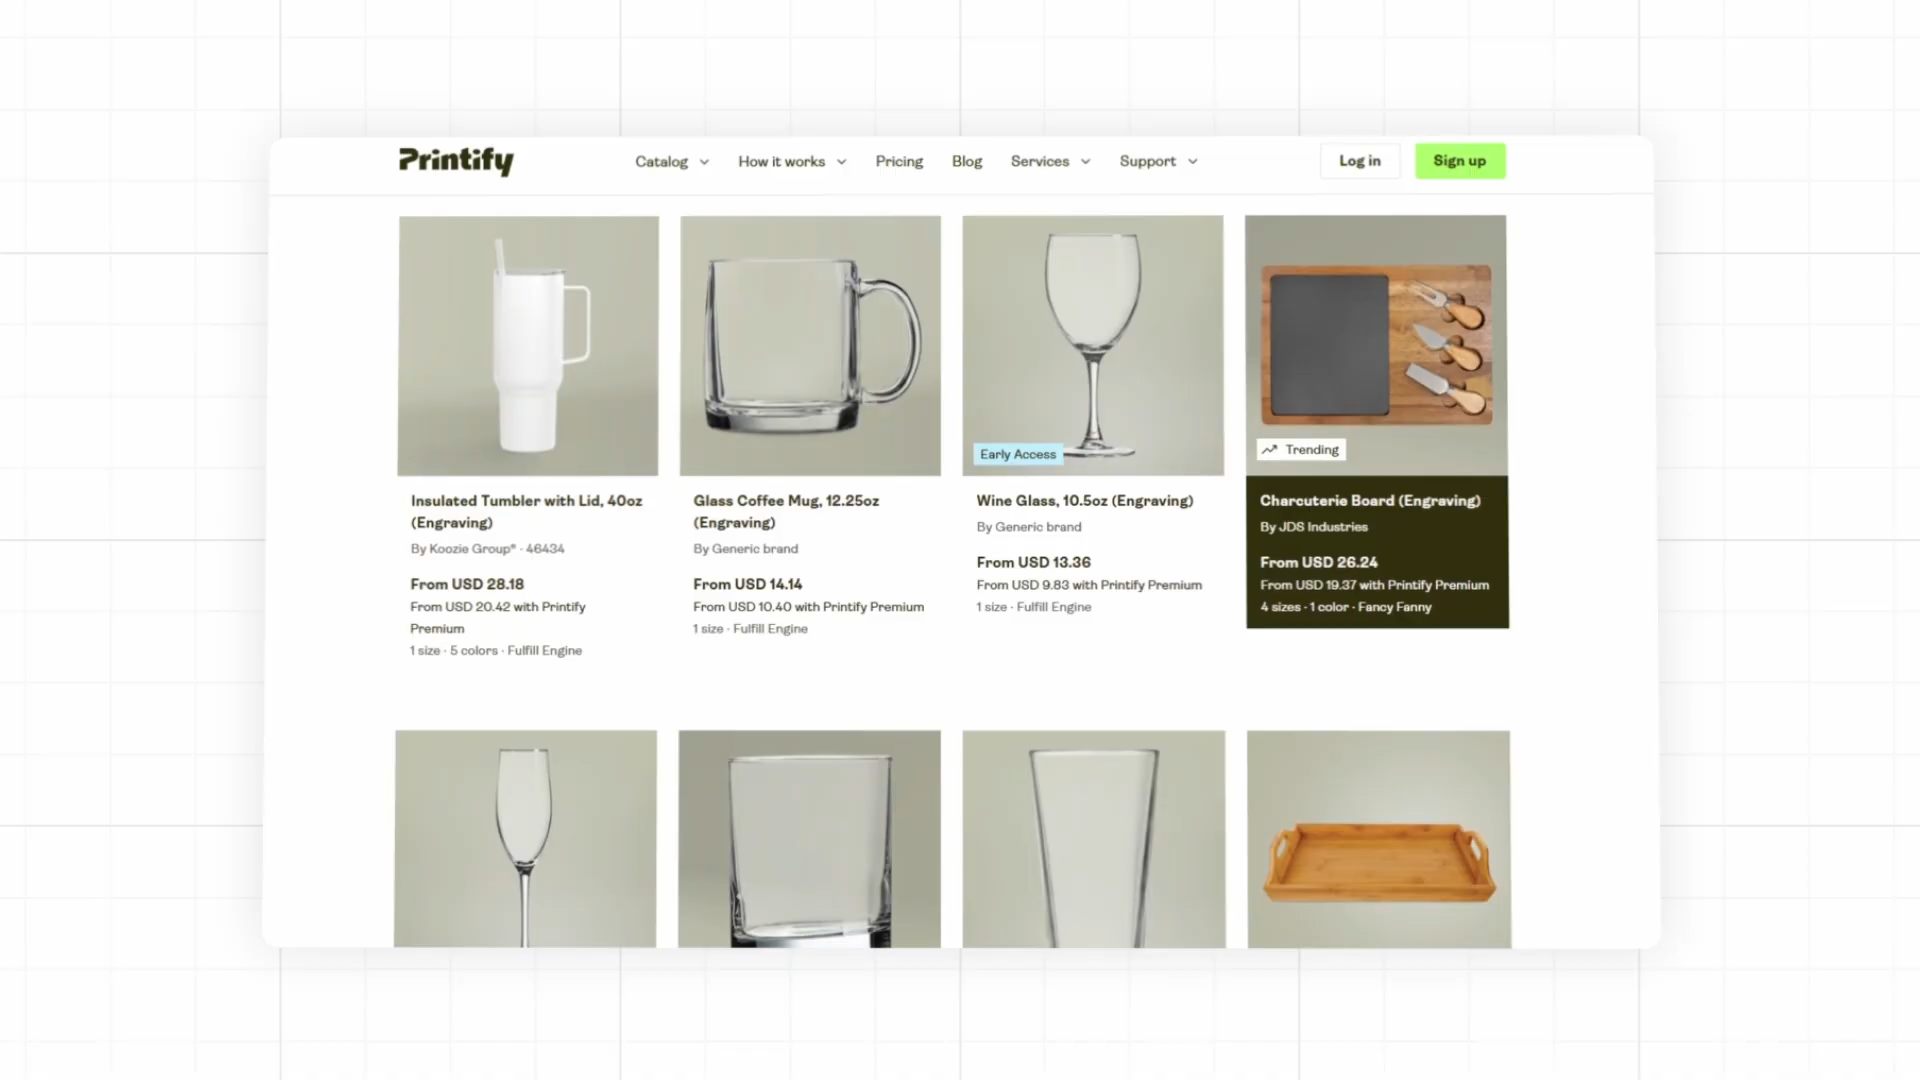 Printify
Catalog
How it works
Pricing
Blog
Services
Support
Log in
Sign up
Early Access
Trending
Insulated Tumbler with Lid, 40oz
(Engraving)
By Koozie Group® · 46434
From USD 28.18
From USD 20.42 with Printify
Premium
1 size · 5 colors · Fulfill Engine
Glass Coffee Mug, 12.25oz
(Engraving)
By Generic brand
From USD 14.14
From USD 10.40 with Printify Premium
1 size · Fulfill Engine
Wine Glass, 10.5oz (Engraving)
By Generic brand
From USD 13.36
From USD 9.83 with Printify Premium
1 size · Fulfill Engine
Charcuterie Board (Engraving)
By JDS Industries
From USD 26.24
From USD 19.37 with Printify Premium
4 sizes · 1 color · Fancy Fanny